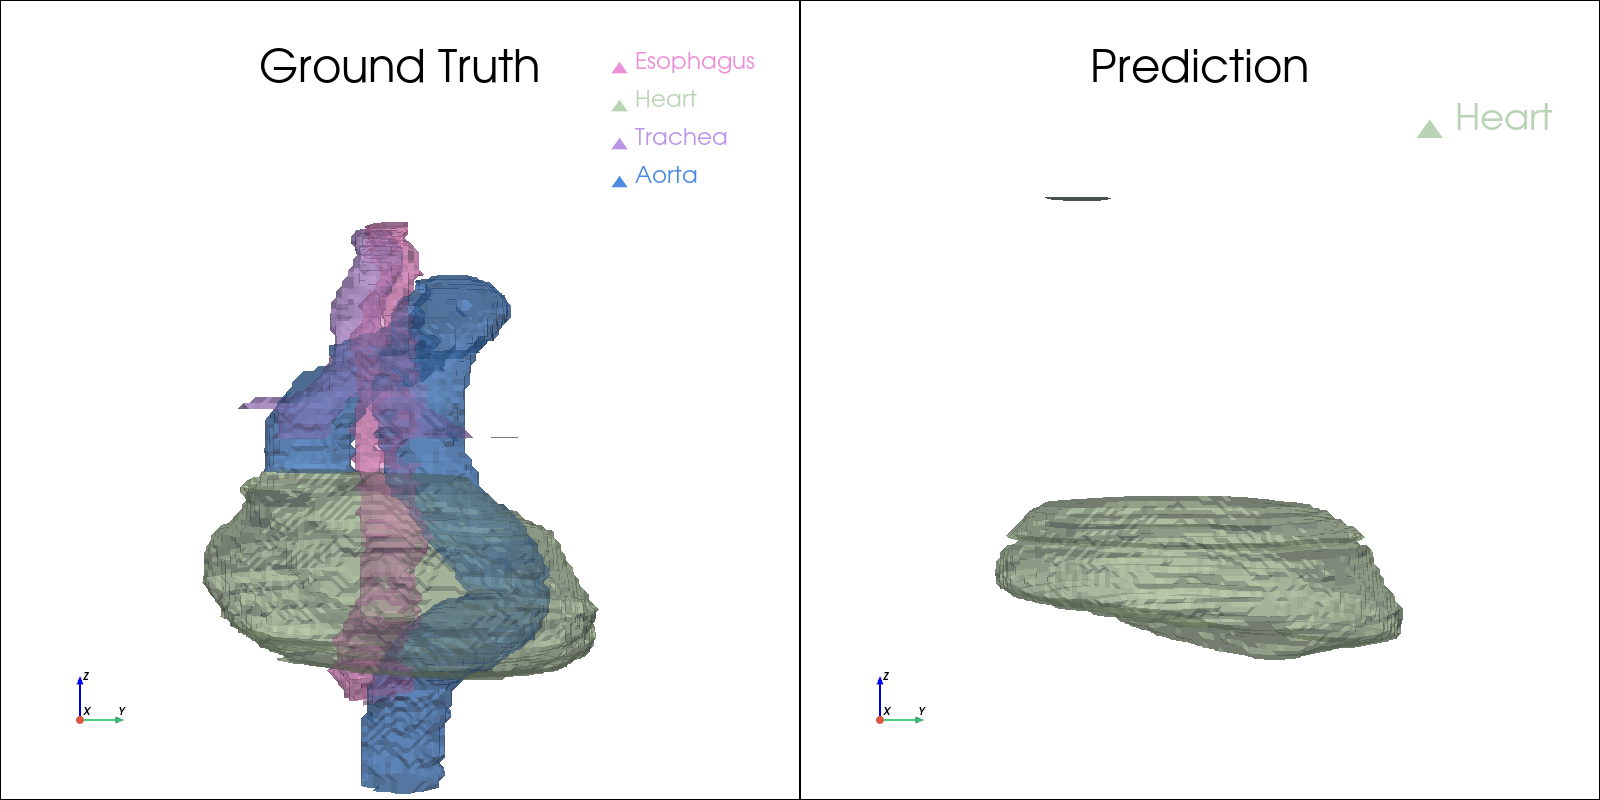 Ground Truth
Esophagus
Heart
Trachea
Aorta
Z
X
Y
Prediction
Heart
Z
X
Y